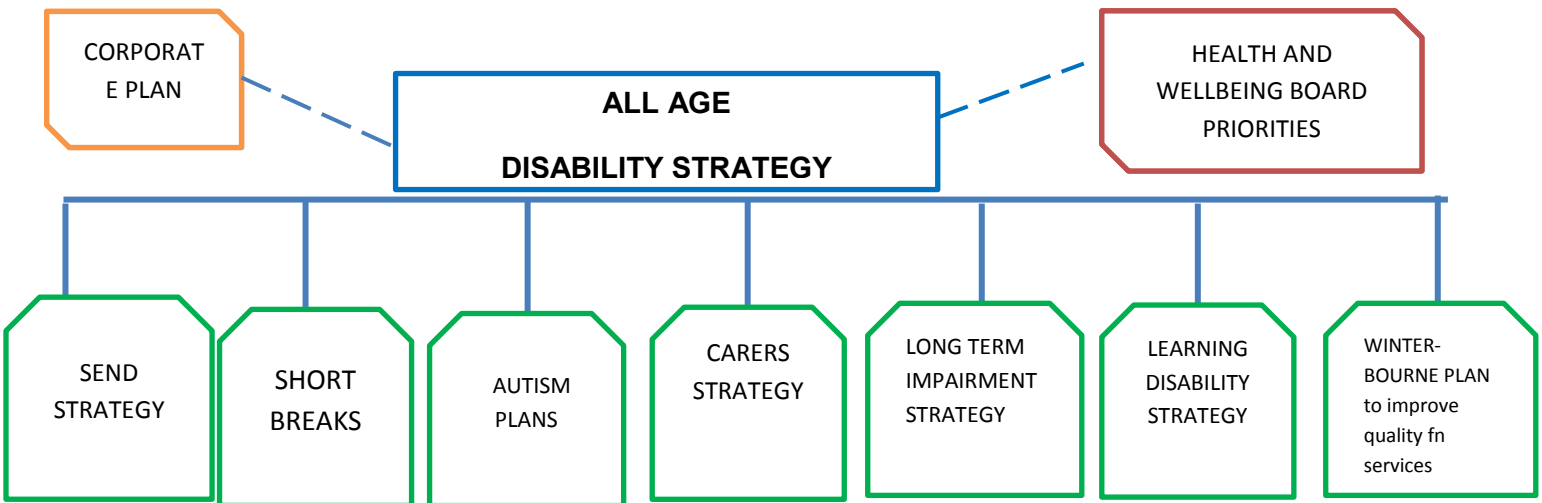 CORPORAT
E PLAN
ALL AGE
DISABILITY STRATEGY
HEALTH AND
WELLBEING BOARD
PRIORITIES
SEND
STRATEGY
SHORT
BREAKS
AUTISM
PLANS
CARERS
STRATEGY
LONG TERM
IMPAIRMENT
STRATEGY
LEARNING
DISABILITY
STRATEGY
WINTER-
BOURNE PLAN
to improve
quality fn
services